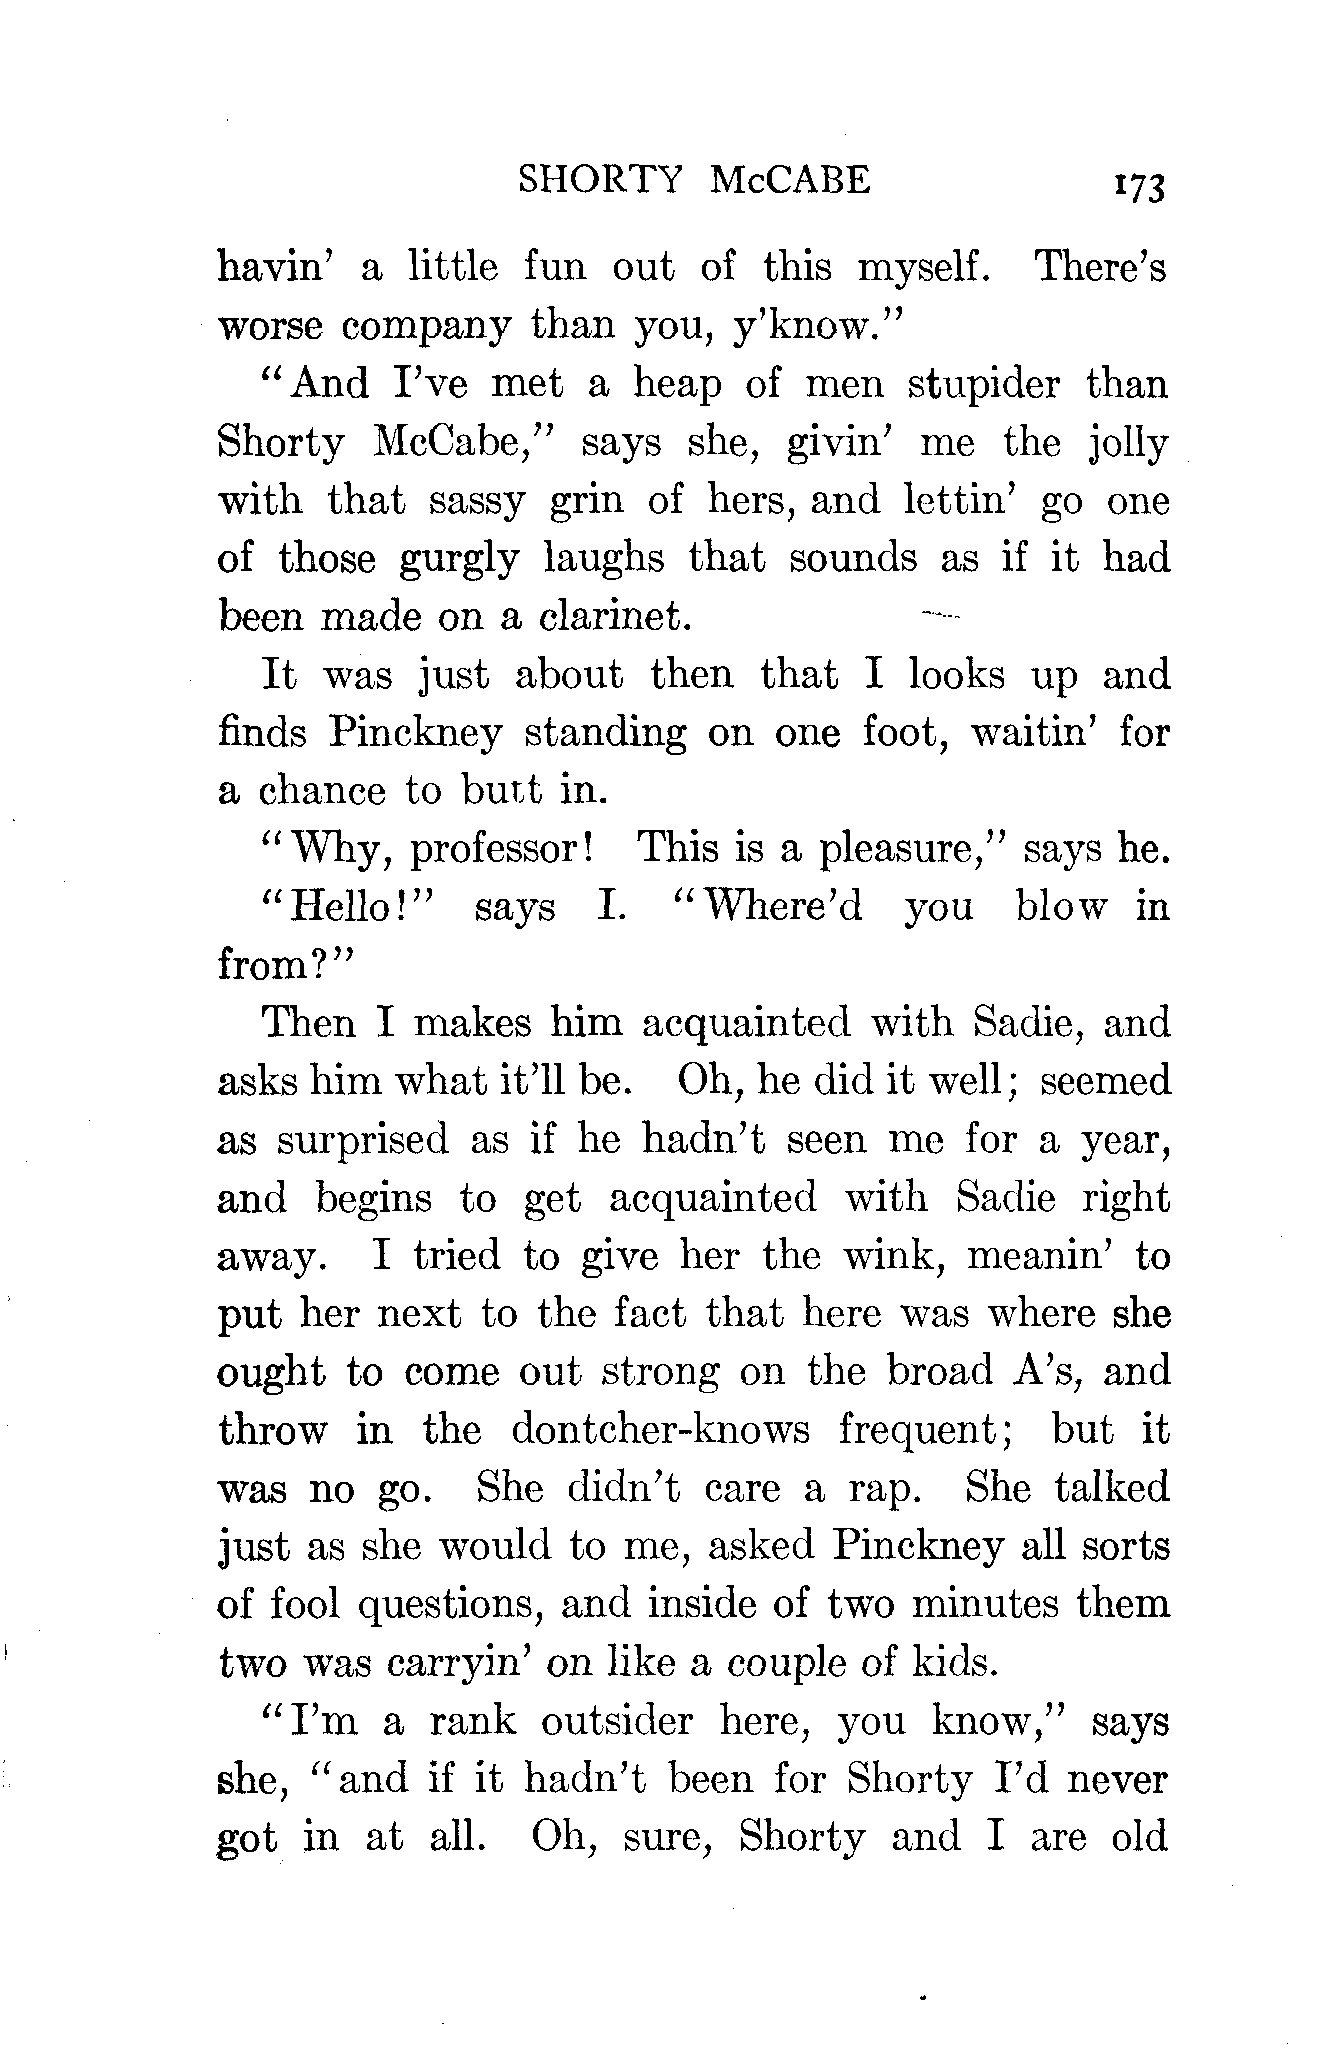 SHORTY McCABE 173
havin' a little fun out of this myself. There's
worse company than you, y'know."
"And I've met a heap of men stupider than
Shorty McCabe," says she, givin' me the jolly
with that sassy grin of hers, and lettin' go one
of those gurgly laughs that sounds as if it had
been made on a clarinet.
It was just about then that I looks up and
finds Pinckney standing on one foot, waitin' for
a chance to butt in.
"Why, professor! This is a pleasure," says he.
"Hello!" says I. "Where'd you blow in
from?"
Then I makes him acquainted with Sadie, and
asks him what it'll be. Oh, he did it well; seemed
as surprised as if he hadn't seen me for a year,
and begins to get acquainted with Sadie right
away. I tried to give her the wink, meanin' to
put her next to the fact that here was where she
ought to come out strong on the broad A's, and
throw in the dontcher-knows frequent; but it
was no go. She didn't care a rap. She talked
just as she would to me, asked Pinckney all sorts
of fool questions, and inside of two minutes them
two was carryin' on like a couple of kids.
"I'm a rank outsider here, you know," says
she, "and if it hadn't been for Shorty I'd never
got in at all. Oh, sure, Shorty and I are old